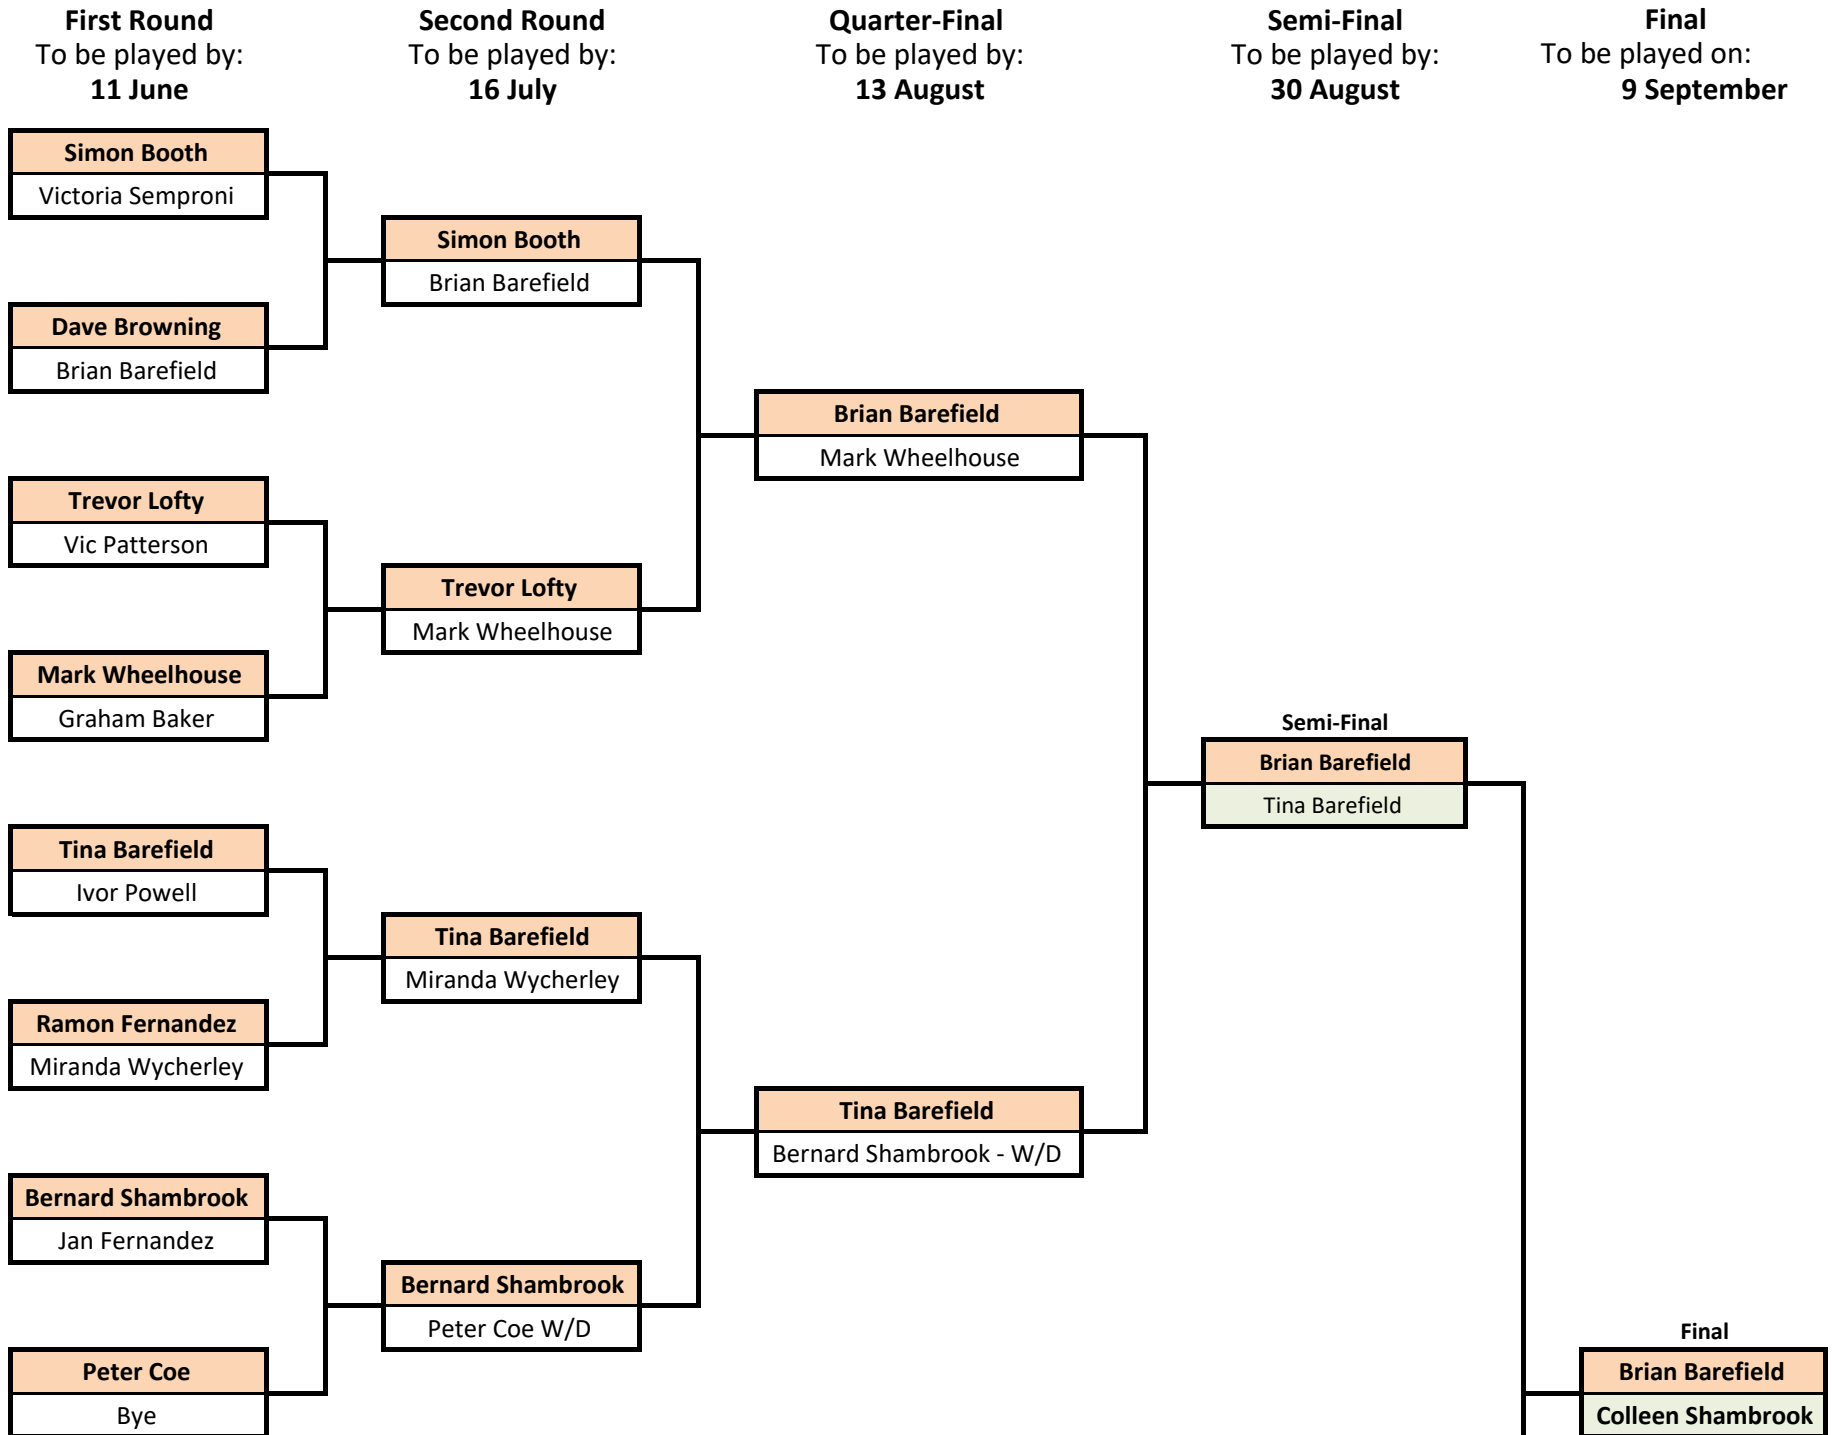 First Round
To be played by:
11 June
Second Round
To be played by:
16 July
Quarter-Final
To be played by:
13 August
Semi-Final
To be played by:
30 August
Final
To be played on:
9 September
Simon Booth
Victoria Semproni
Dave Browning
Brian Barefield
Trevor Lofty
Vic Patterson
Mark Wheelhouse
Graham Baker
Tina Barefield
Ivor Powell
Ramon Fernandez
Miranda Wycherley
Bernard Shambrook
Jan Fernandez
Peter Coe
Bye
Simon Booth
Brian Barefield
Trevor Lofty
Mark Wheelhouse
Tina Barefield
Miranda Wycherley
Bernard Shambrook
Peter Coe W/D
Brian Barefield
Mark Wheelhouse
Tina Barefield
Bernard Shambrook - W/D
Semi-Final
Brian Barefield
Tina Barefield
Final
Brian Barefield
Colleen Shambrook